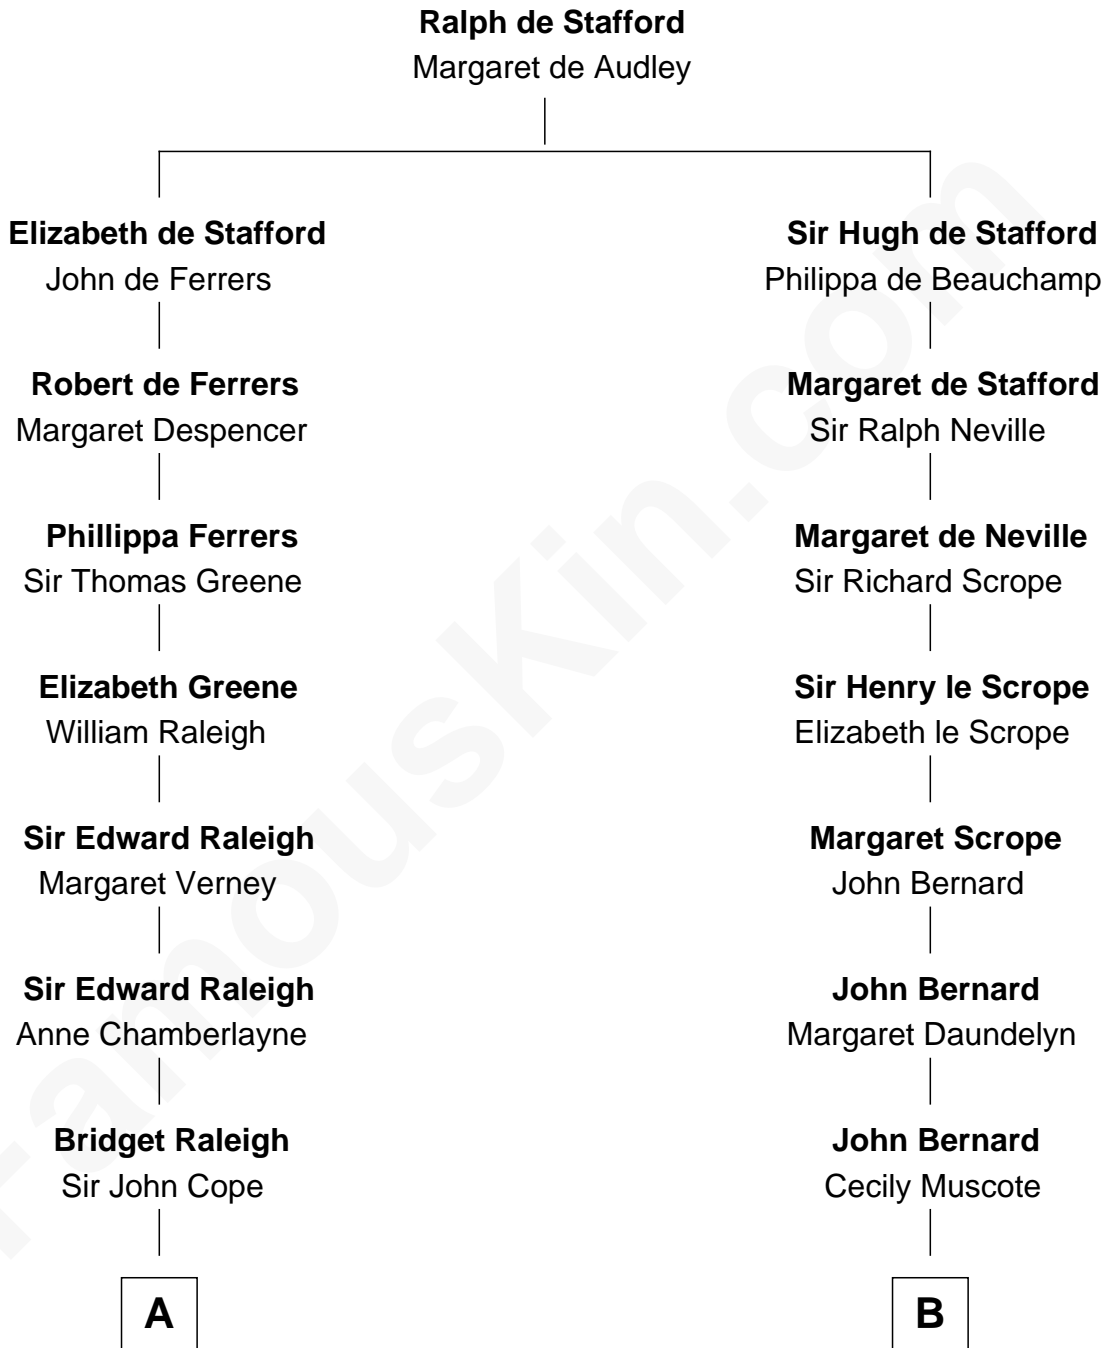 Ralph de Stafford
Margaret de Audley
Elizabeth de Stafford
John de Ferrers
Sir Hugh de Stafford
Philippa de Beauchamp
Robert de Ferrers
Margaret Despencer
Margaret de Stafford
Sir Ralph Neville
Phillippa Ferrers
Sir Thomas Greene
Margaret de Neville
Sir Richard Scrope
Elizabeth Greene
William Raleigh
Sir Henry le Scrope
Elizabeth le Scrope
Sir Edward Raleigh
Margaret Verney
Margaret Scrope
John Bernard
Sir Edward Raleigh
Anne Chamberlayne
John Bernard
Margaret Daundelyn
Bridget Raleigh
Sir John Cope
John Bernard
Cecily Muscote
A
B
FamousKin.com